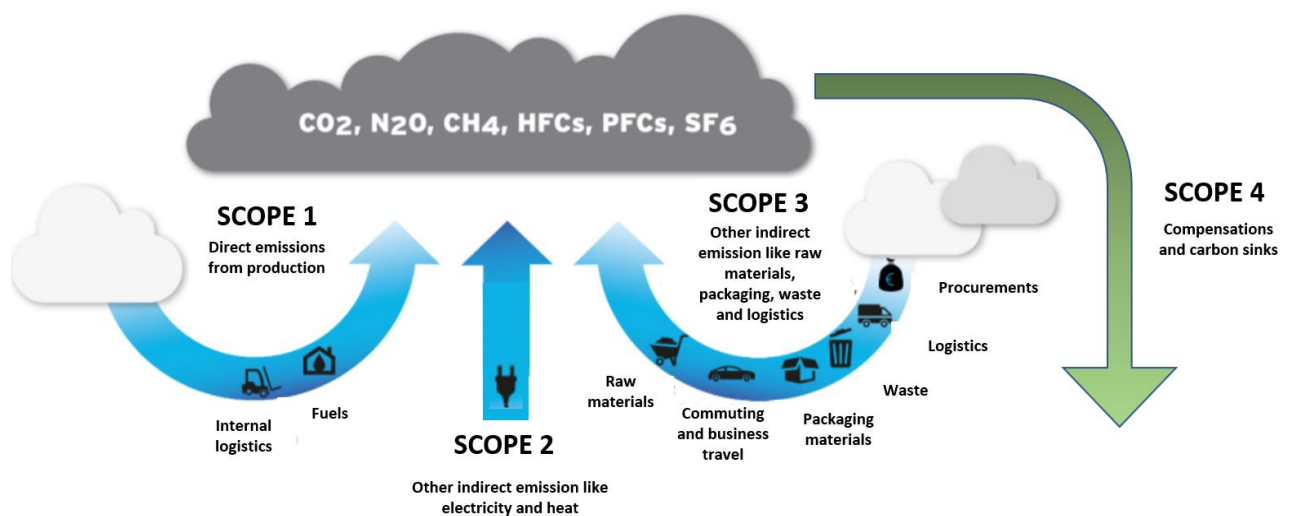 CO2, N2O, CH4, HFCs, PFCs, SF6
SCOPE 1
Direct emissions
from production
Internal
logistics
Fuels
SCOPE 2
Other indirect emission like
electricity and heat
SCOPE 3
Other indirect
emission like raw
materials,
packaging, waste
and logistics
Raw
materials
Commuting
and business
travel
Packaging
materials
Waste
Logistics
€
Procurements
SCOPE 4
Compensations
and carbon sinks